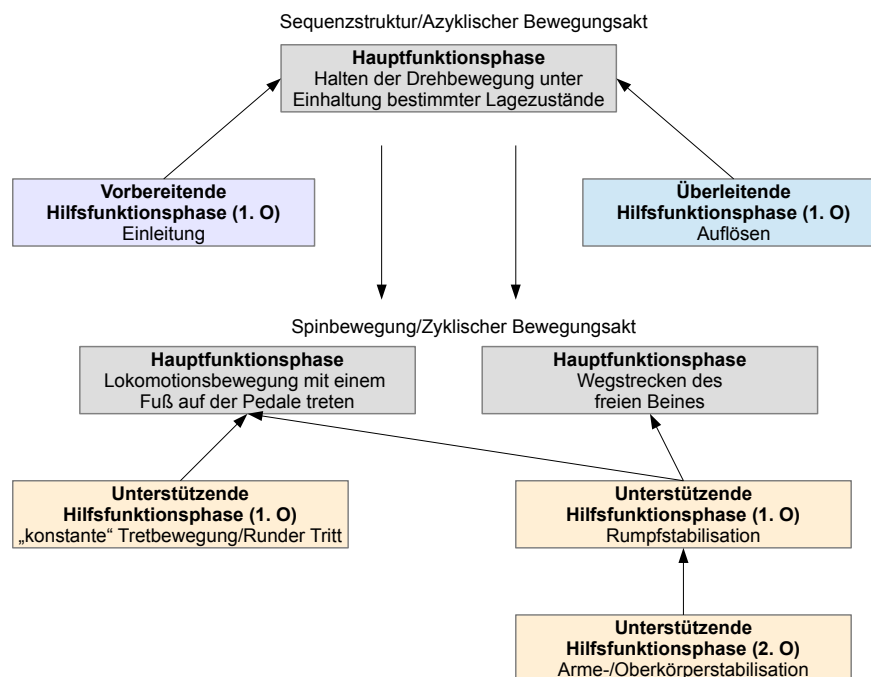 Sequenzstruktur/Azyklischer Bewegungsakt
Hauptfunktionsphase
Halten der Drehbewegung unter
Einhaltung bestimmter Lagezustände
Vorbereitende
Hilfsfunktionsphase (1. O)
Einleitung
Überleitende
Hilfsfunktionsphase (1. O)
Auflösen
Spinbewegung/Zyklischer Bewegungsakt
Hauptfunktionsphase
Lokomotionsbewegung mit einem
Fuß auf der Pedale treten
Hauptfunktionsphase
Wegstrecken des
freien Beines
Unterstützende
Hilfsfunktionsphase (1. O)
„konstante“ Tretbewegung/Runder Tritt
Unterstützende
Hilfsfunktionsphase (1. O)
Rumpfstabilisation
Unterstützende
Hilfsfunktionsphase (2. O)
Arme-/Oberkörperstabilisation